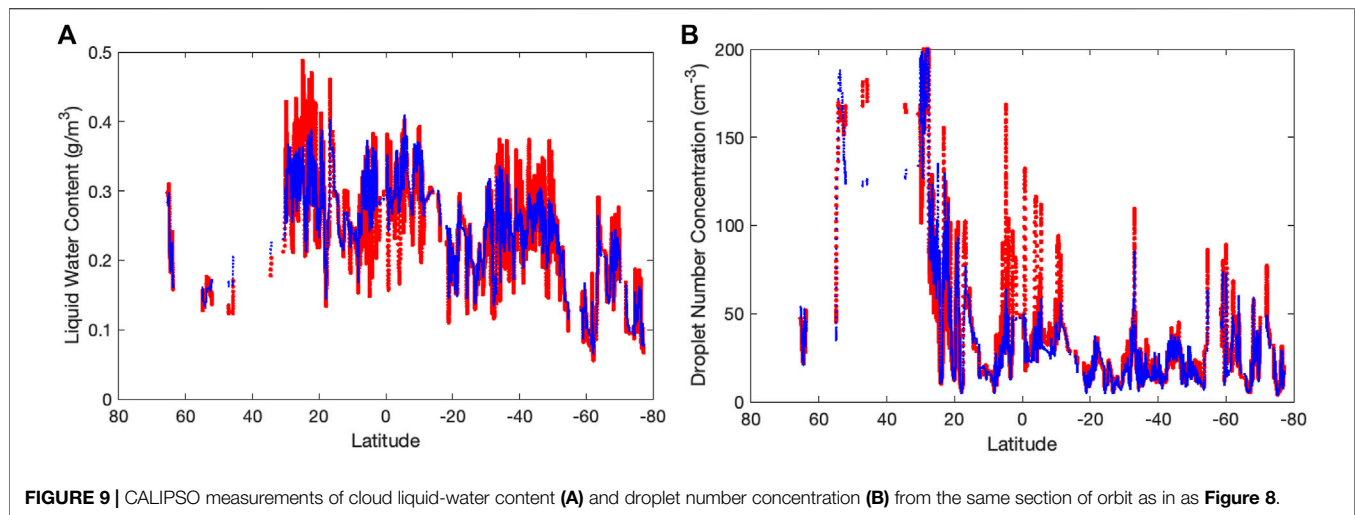 A
B
Liquid Water Content (g/m³)
0.5
0.4
0.3
0.2
0.1
0
80 60 40 20 0 -20 -40 -60 -80
Latitude
Droplet Number Concentration (cm⁻³)
200
150
100
50
0
80 60 40 20 0 -20 -40 -60 -80
Latitude
FIGURE 9 | CALIPSO measurements of cloud liquid-water content (A) and droplet number concentration (B) from the same section of orbit as in as Figure 8.